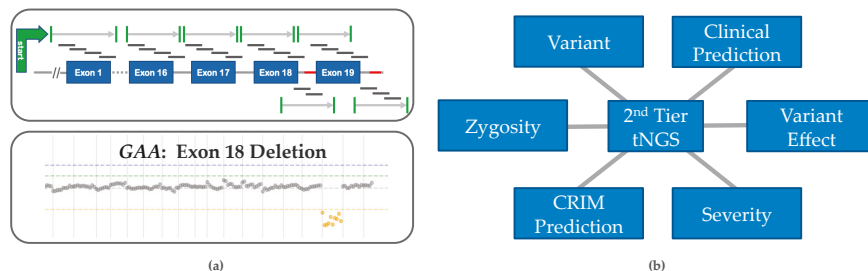 start
Exon 1
Exon 16
Exon 17
Exon 18
Exon 19
GAA: Exon 18 Deletion
(a)
Variant
Clinical
Prediction
Zygosity
2nd Tier
tNGS
Variant
Effect
CRIM
Prediction
Severity
(b)